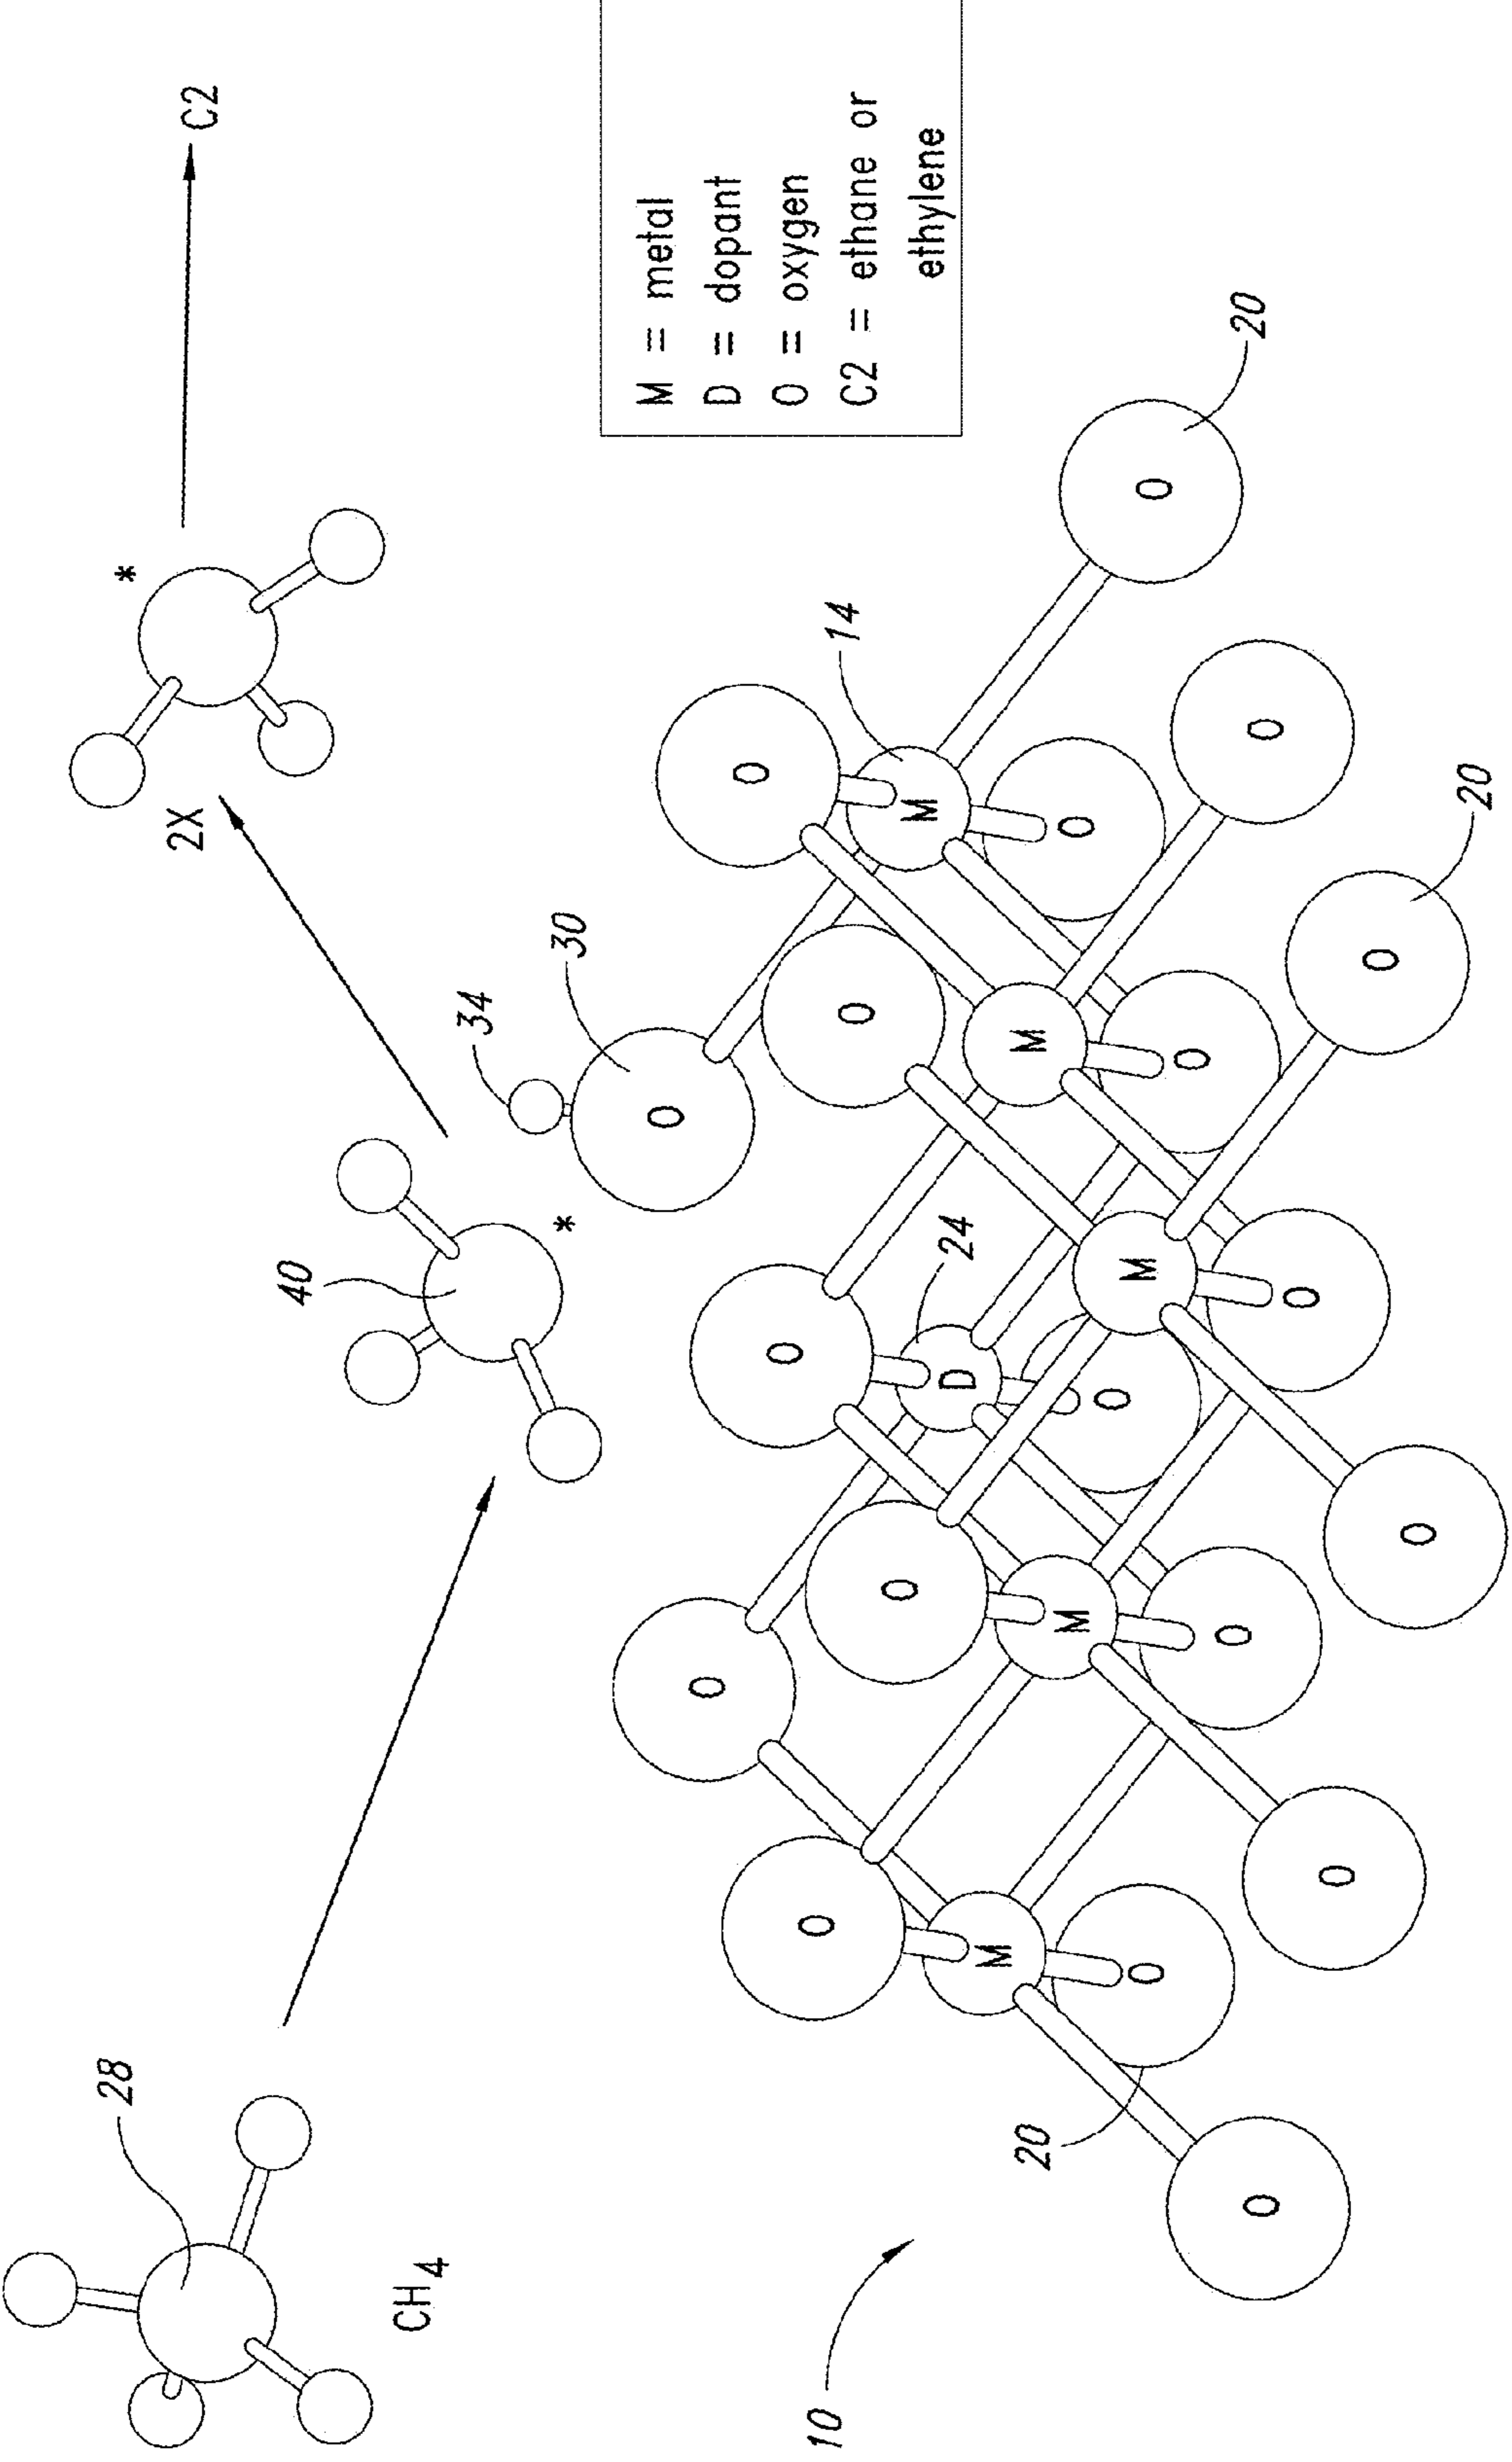 28
*
2X
C2
CH₄
40
34
*
30
M = metal
D = dopant
O = oxygen
C2 = ethane or
ethylene
O
O
O
O
O
10
14
O
O
M
D
24
M
M
20
M
O
O
M
O
O
O
O
20
O
O
O
O
O
O
20